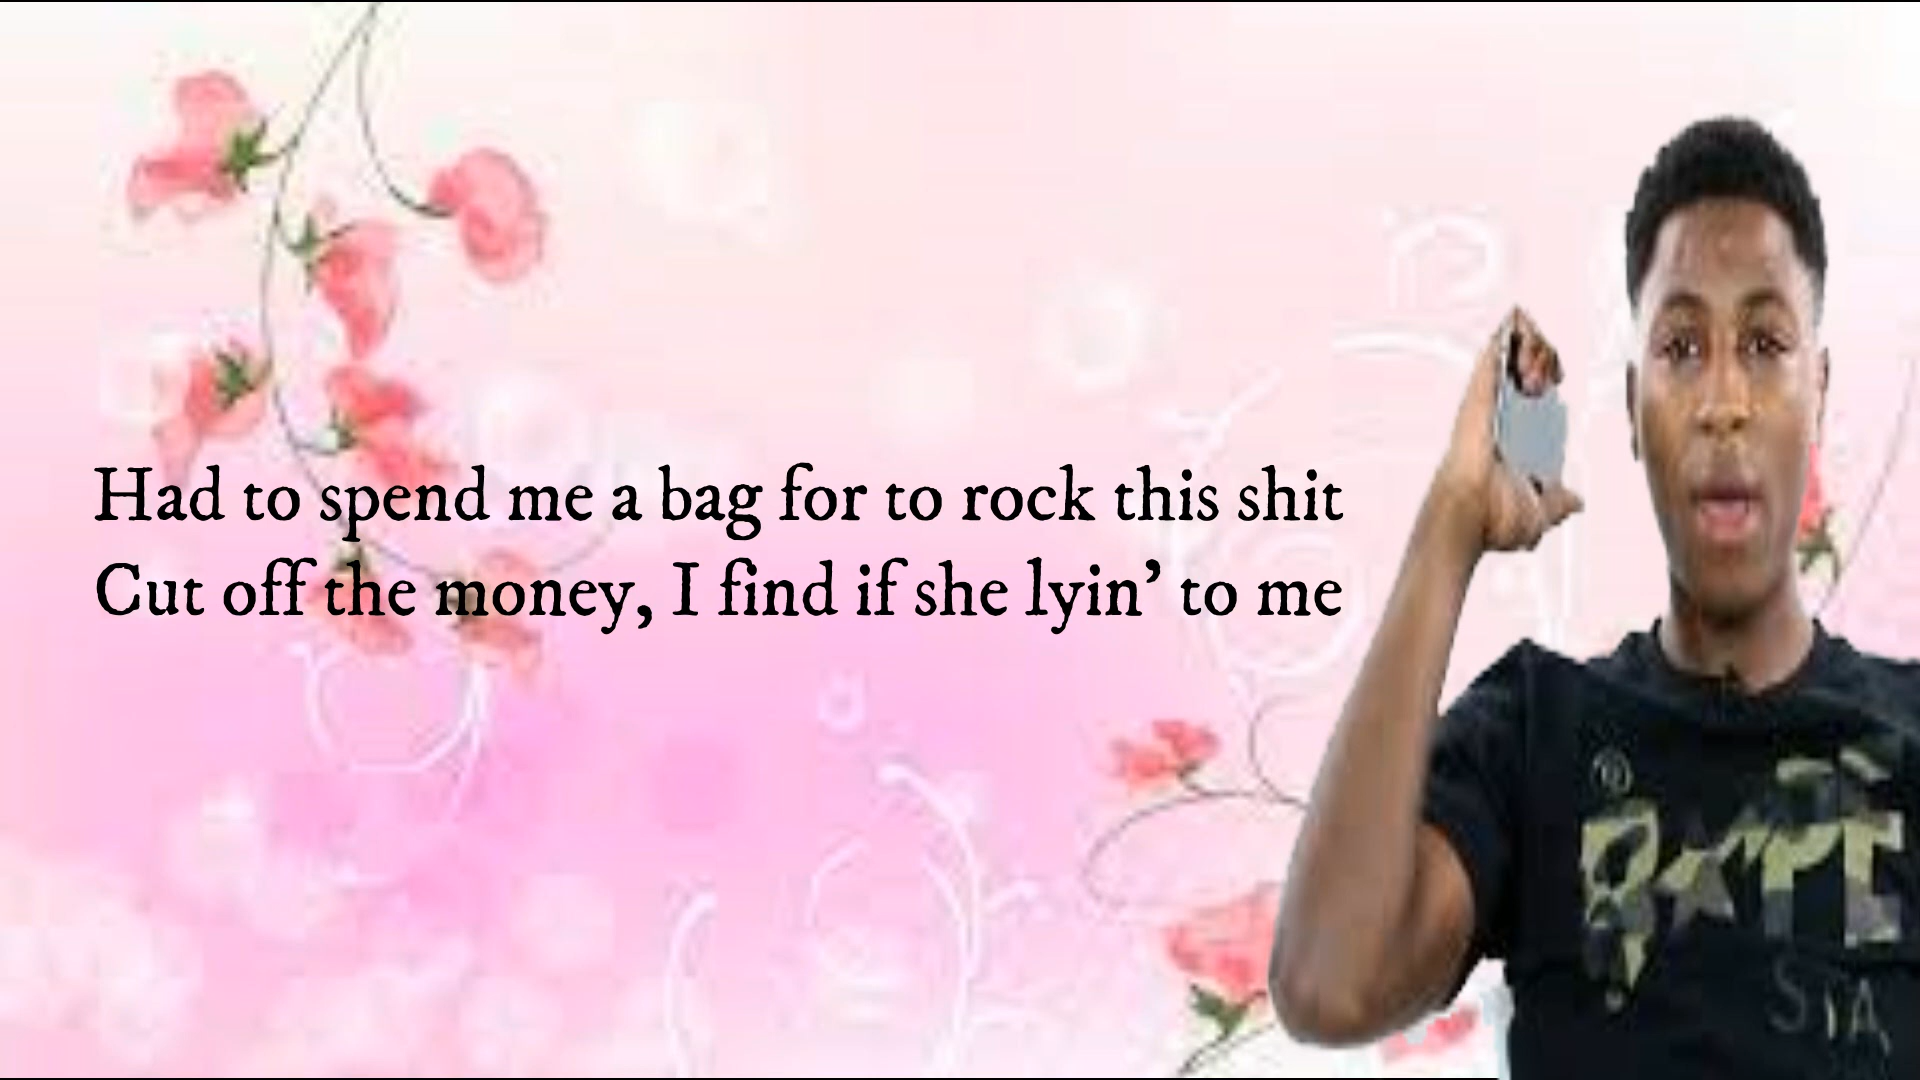 Had to spend me a bag for to rock this shit
Cut off the money, I find if she lyin’ to me
STA